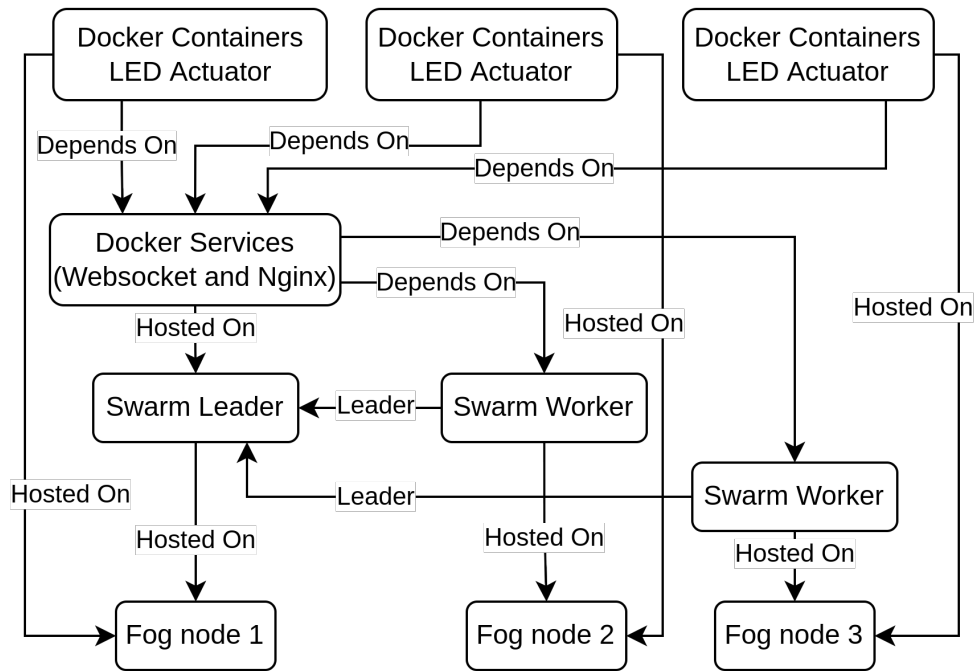 Docker Containers
LED Actuator
Docker Containers
LED Actuator
Docker Containers
LED Actuator
Depends On
Depends On
Depends On
Docker Services
(Websocket and Nginx)
Depends On
Depends On
Hosted On
Hosted On
Hosted On
Swarm Leader
Leader
Swarm Worker
Hosted On
Leader
Swarm Worker
Hosted On
Hosted On
Hosted On
Fog node 1
Fog node 2
Fog node 3